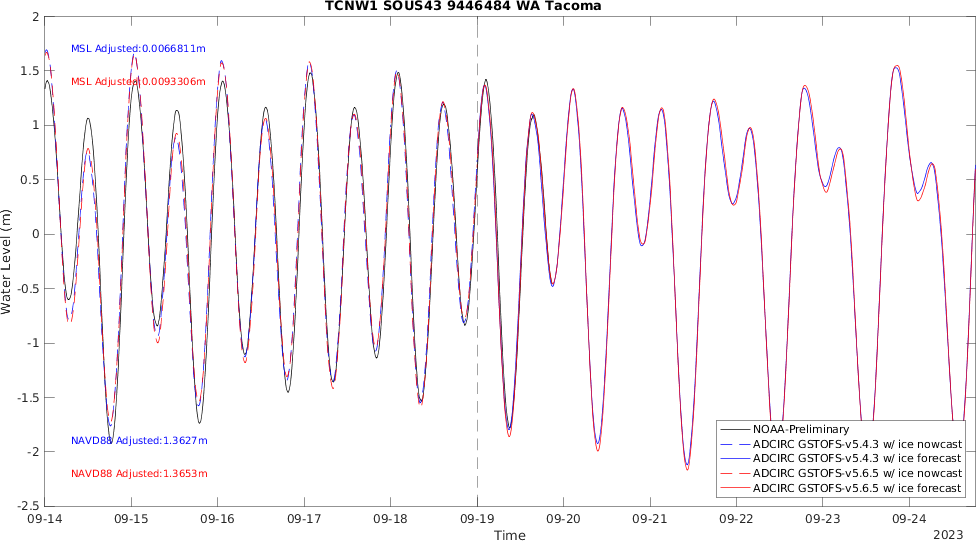 TCNW1 SOUS43 9446484 WA Tacoma
2
1.5
1
0.5
0
-0.5
-1
-1.5
-2
-2.5
Water Level (m)
MSL Adjusted:0.0066811m
MSL Adjusted:0.0093306m
NAVD88 Adjusted:1.3627m
NAVD88 Adjusted:1.3653m
NOAA-Preliminary
ADCIRC GSTOFS-v5.4.3 w/ ice nowcast
ADCIRC GSTOFS-v5.4.3 w/ ice forecast
ADCIRC GSTOFS-v5.6.5 w/ ice nowcast
ADCIRC GSTOFS-v5.6.5 w/ ice forecast
09-14 09-15 09-16 09-17 09-18 09-19 09-20 09-21 09-22 09-23 09-24
Time
2023